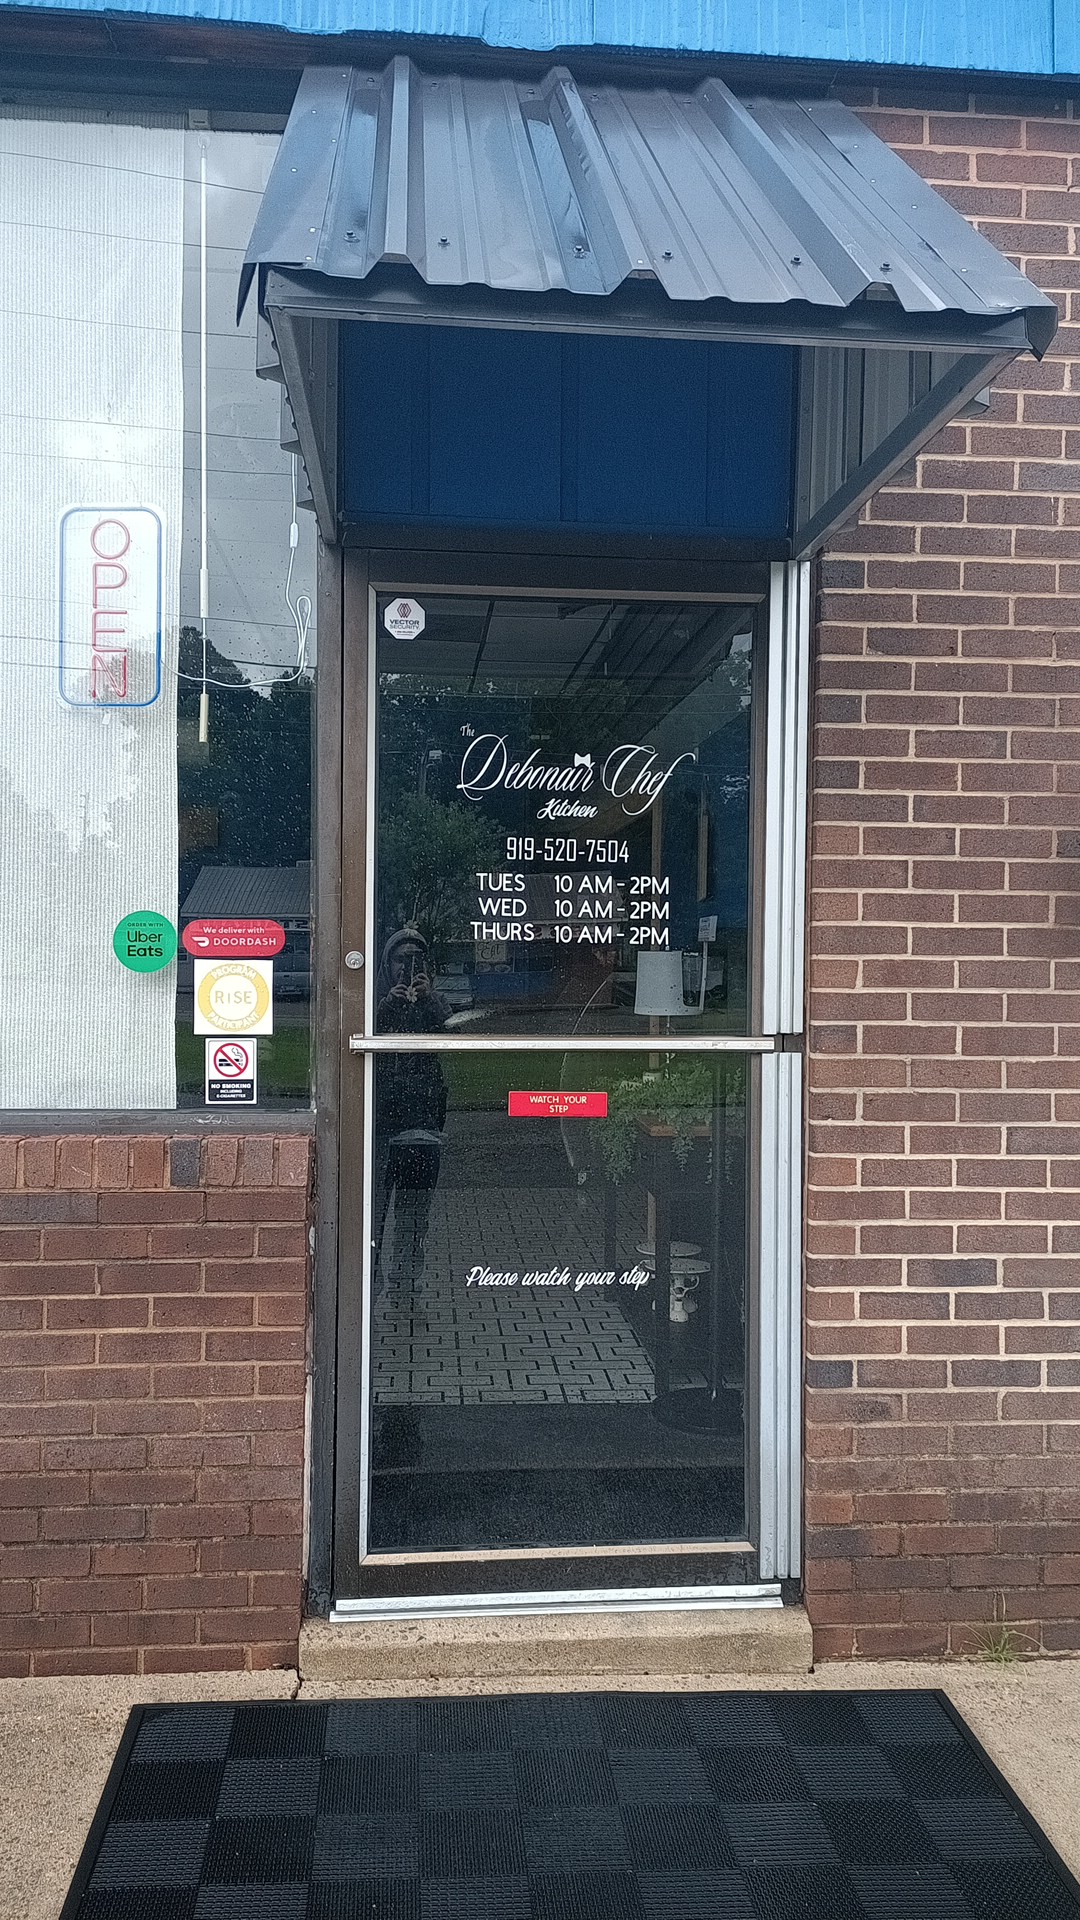 OPEN
VECTOR
SECURITY
The
Debonair Chef
Kitchen
919-520-7504
TUES 10 AM - 2PM
WED 10 AM - 2PM
THURS 10 AM - 2PM
ORDER WITH
Uber
Eats
We deliver with
DOORDASH
PROGRAM
RISE
PARTICIPANT
NO SMOKING
INCLUDING
E-CIGARETTES
WATCH YOUR
STEP
Please watch your step